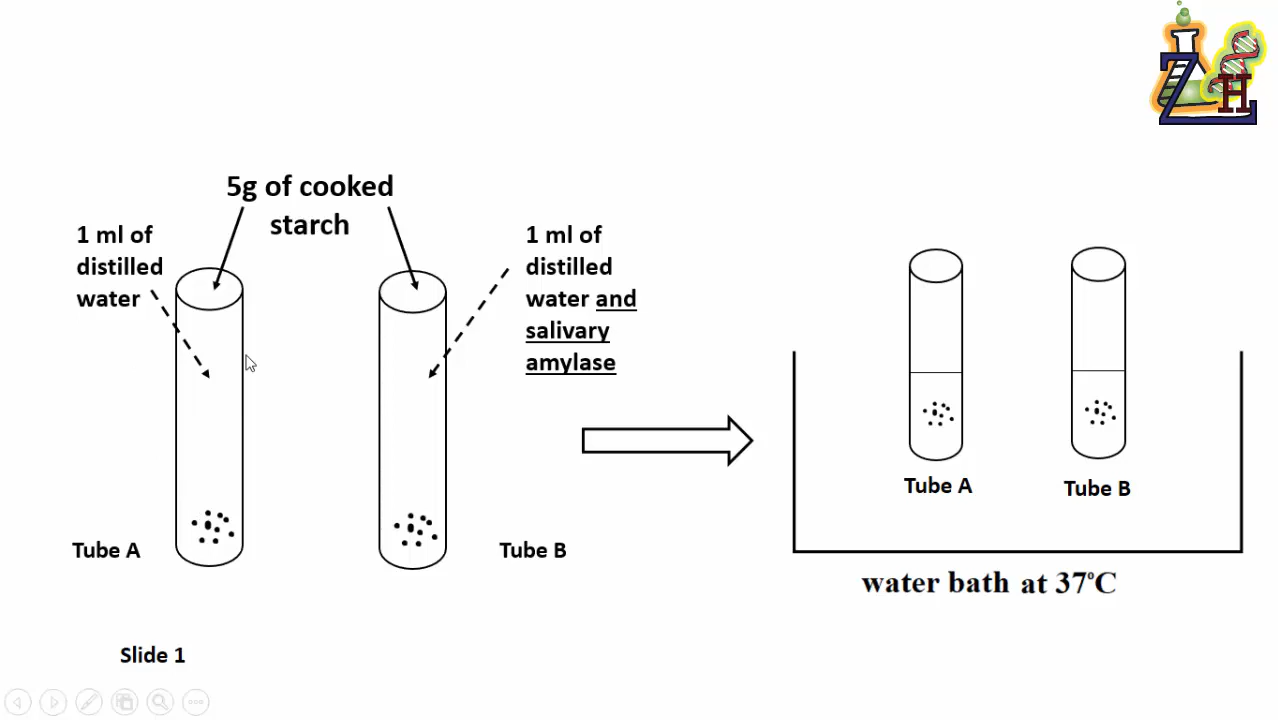 5g of cooked
starch
1 ml of
distilled
water
1 ml of
distilled
water and
salivary
amylase
Tube A
Tube B
Tube A
Tube B
water bath at 37°C
Slide 1
Z
H